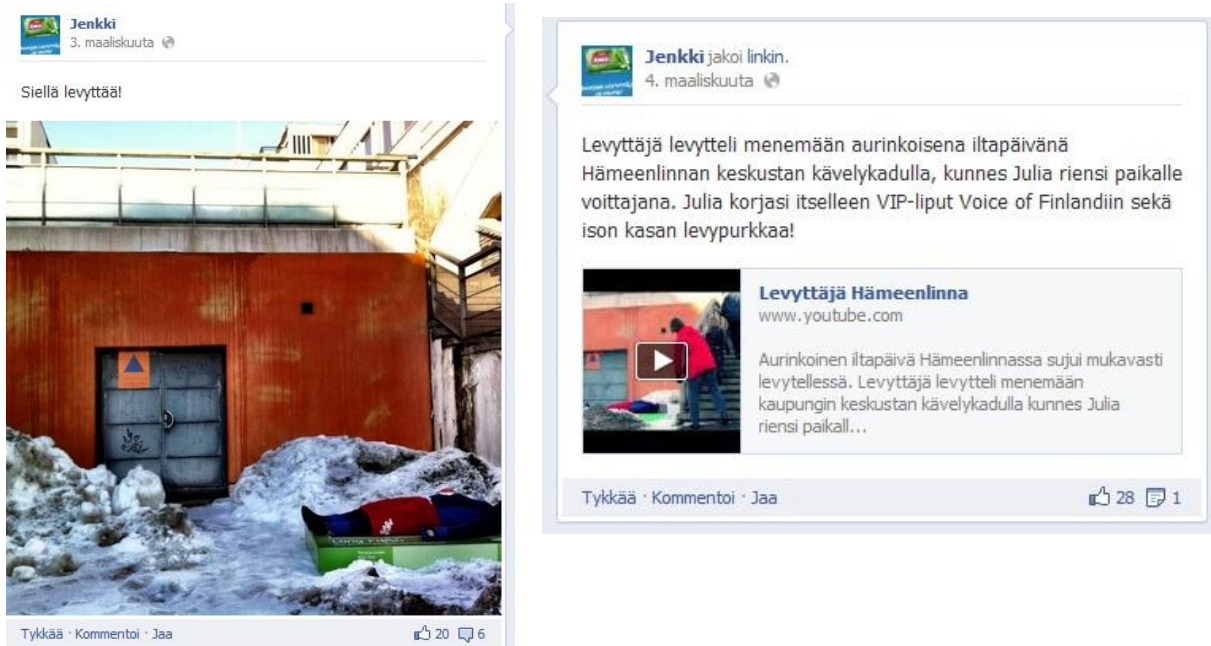 Jenkki
3. maaliskuuta
Siellä levyttää!
Long Fresh
Tykkää · Kommentoi · Jaa
20 6
Jenkki jakoi linkin.
4. maaliskuuta
Levyttäjä levytteli menemään aurinkoisena iltapäivänä
Hämeenlinnan keskustan kävelykadulla, kunnes Julia riensi paikalle
voittajana. Julia korjasi itselleen VIP-liput Voice of Finlandiin sekä
ison kasan levypurkkaa!
Levyttäjä Hämeenlinna
www.youtube.com
Aurinkoinen iltapäivä Hämeenlinnassa sujui mukavasti
levytellessä. Levyttäjä levytteli menemään
kaupungin keskustan kävelykadulla kunnes Julia
riensi paikall...
Tykkää · Kommentoi · Jaa
28 1